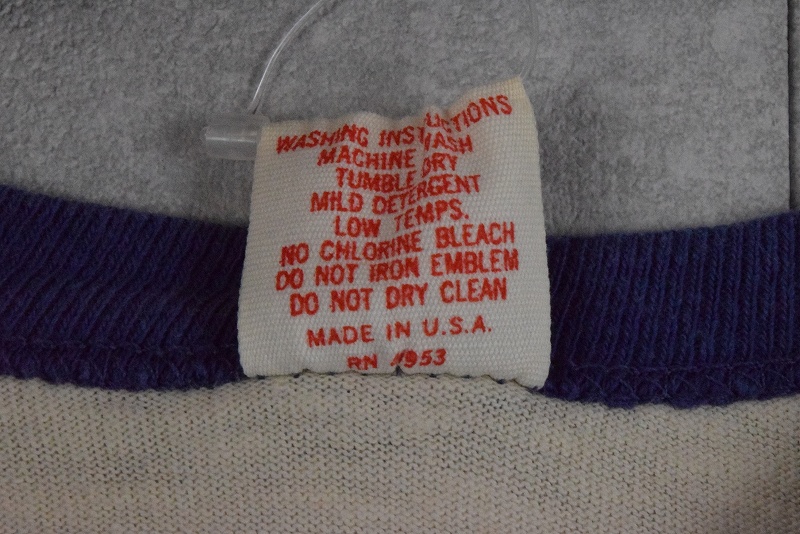 WASHING INSTRUCTIONS
MACHINE WASH
TUMBLE DRY
MILD DETERGENT
LOW TEMPS.
NO CHLORINE BLEACH
DO NOT IRON EMBLEM
DO NOT DRY CLEAN
MADE IN U.S.A.
RN